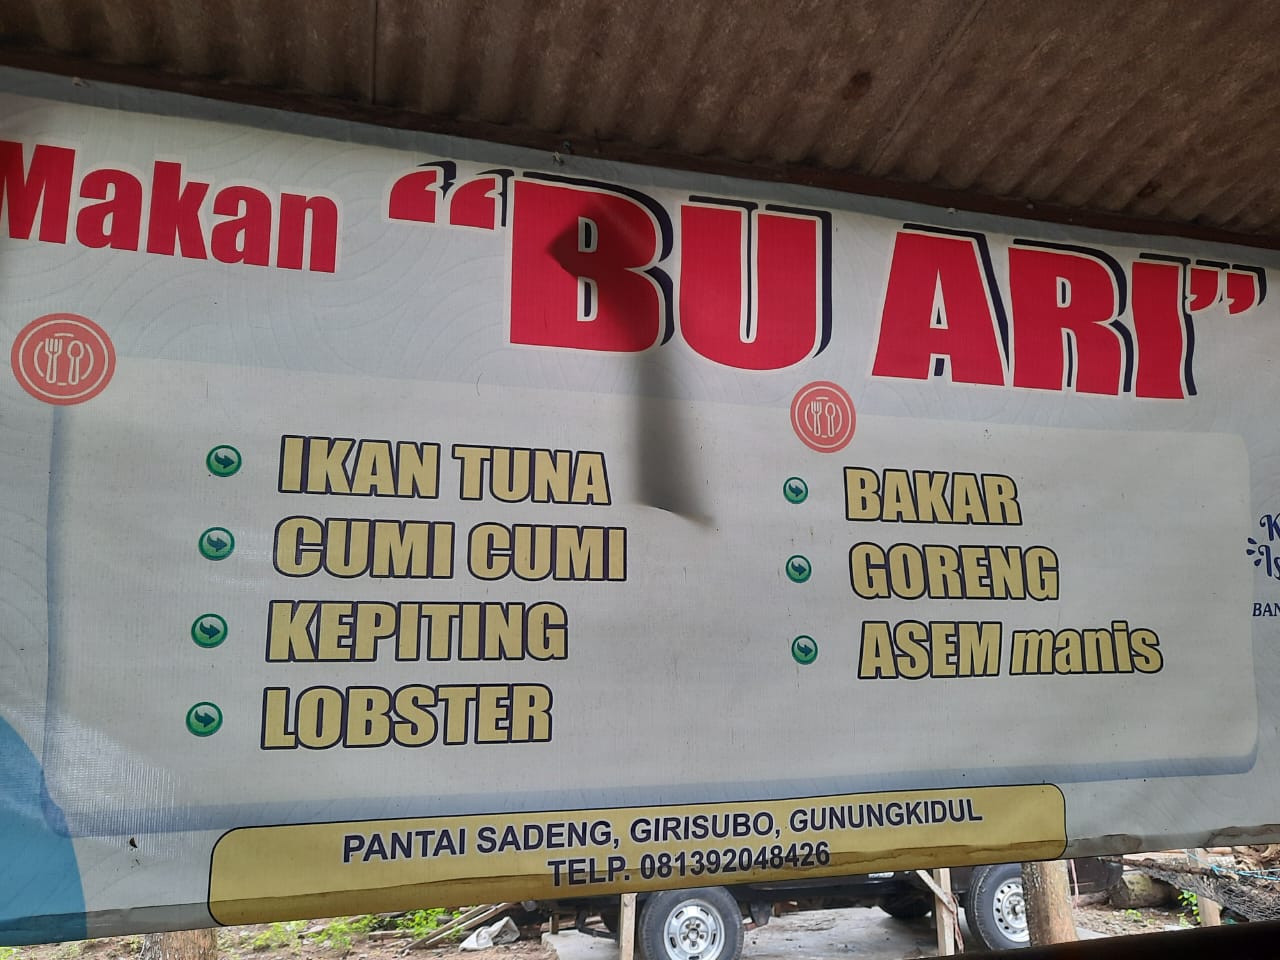 Makan "BU ARI"
IKAN TUNA
CUMI CUMI
KEPITING
LOBSTER
BAKAR
GORENG
ASEM manis
PANTAI SADENG, GIRISUBO, GUNUNGKIDUL
TELP. 081392048426